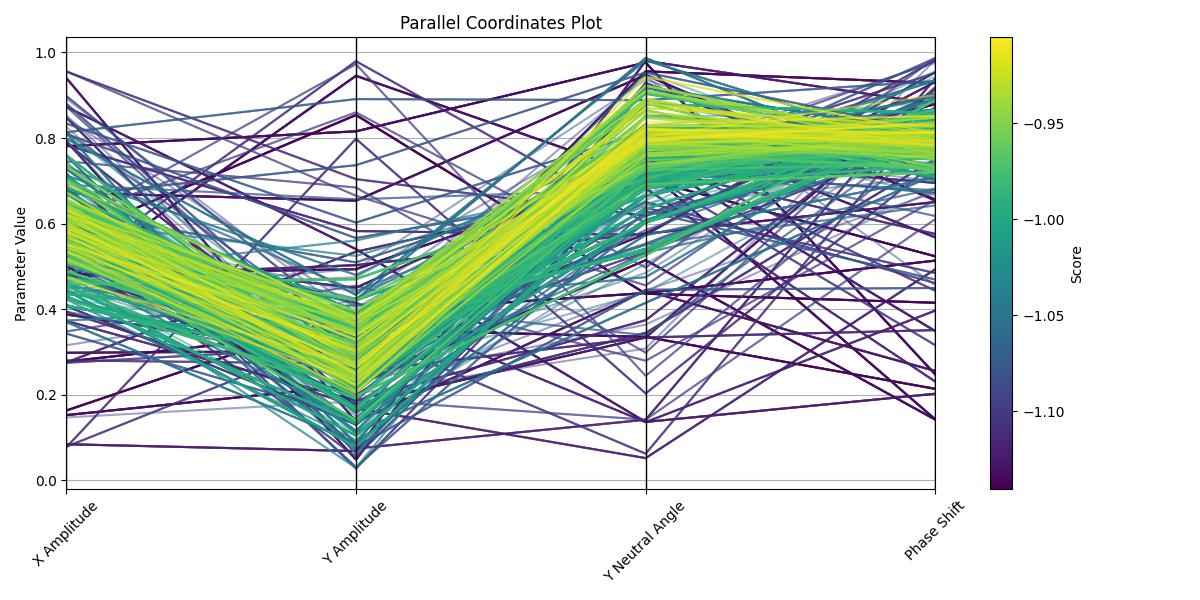 Parallel Coordinates Plot
1.0
0.8
0.6
0.4
0.2
0.0
Parameter Value
X Amplitude
Y Amplitude
Y Neutral Angle
Phase Shift
−0.95
−1.00
−1.05
−1.10
Score